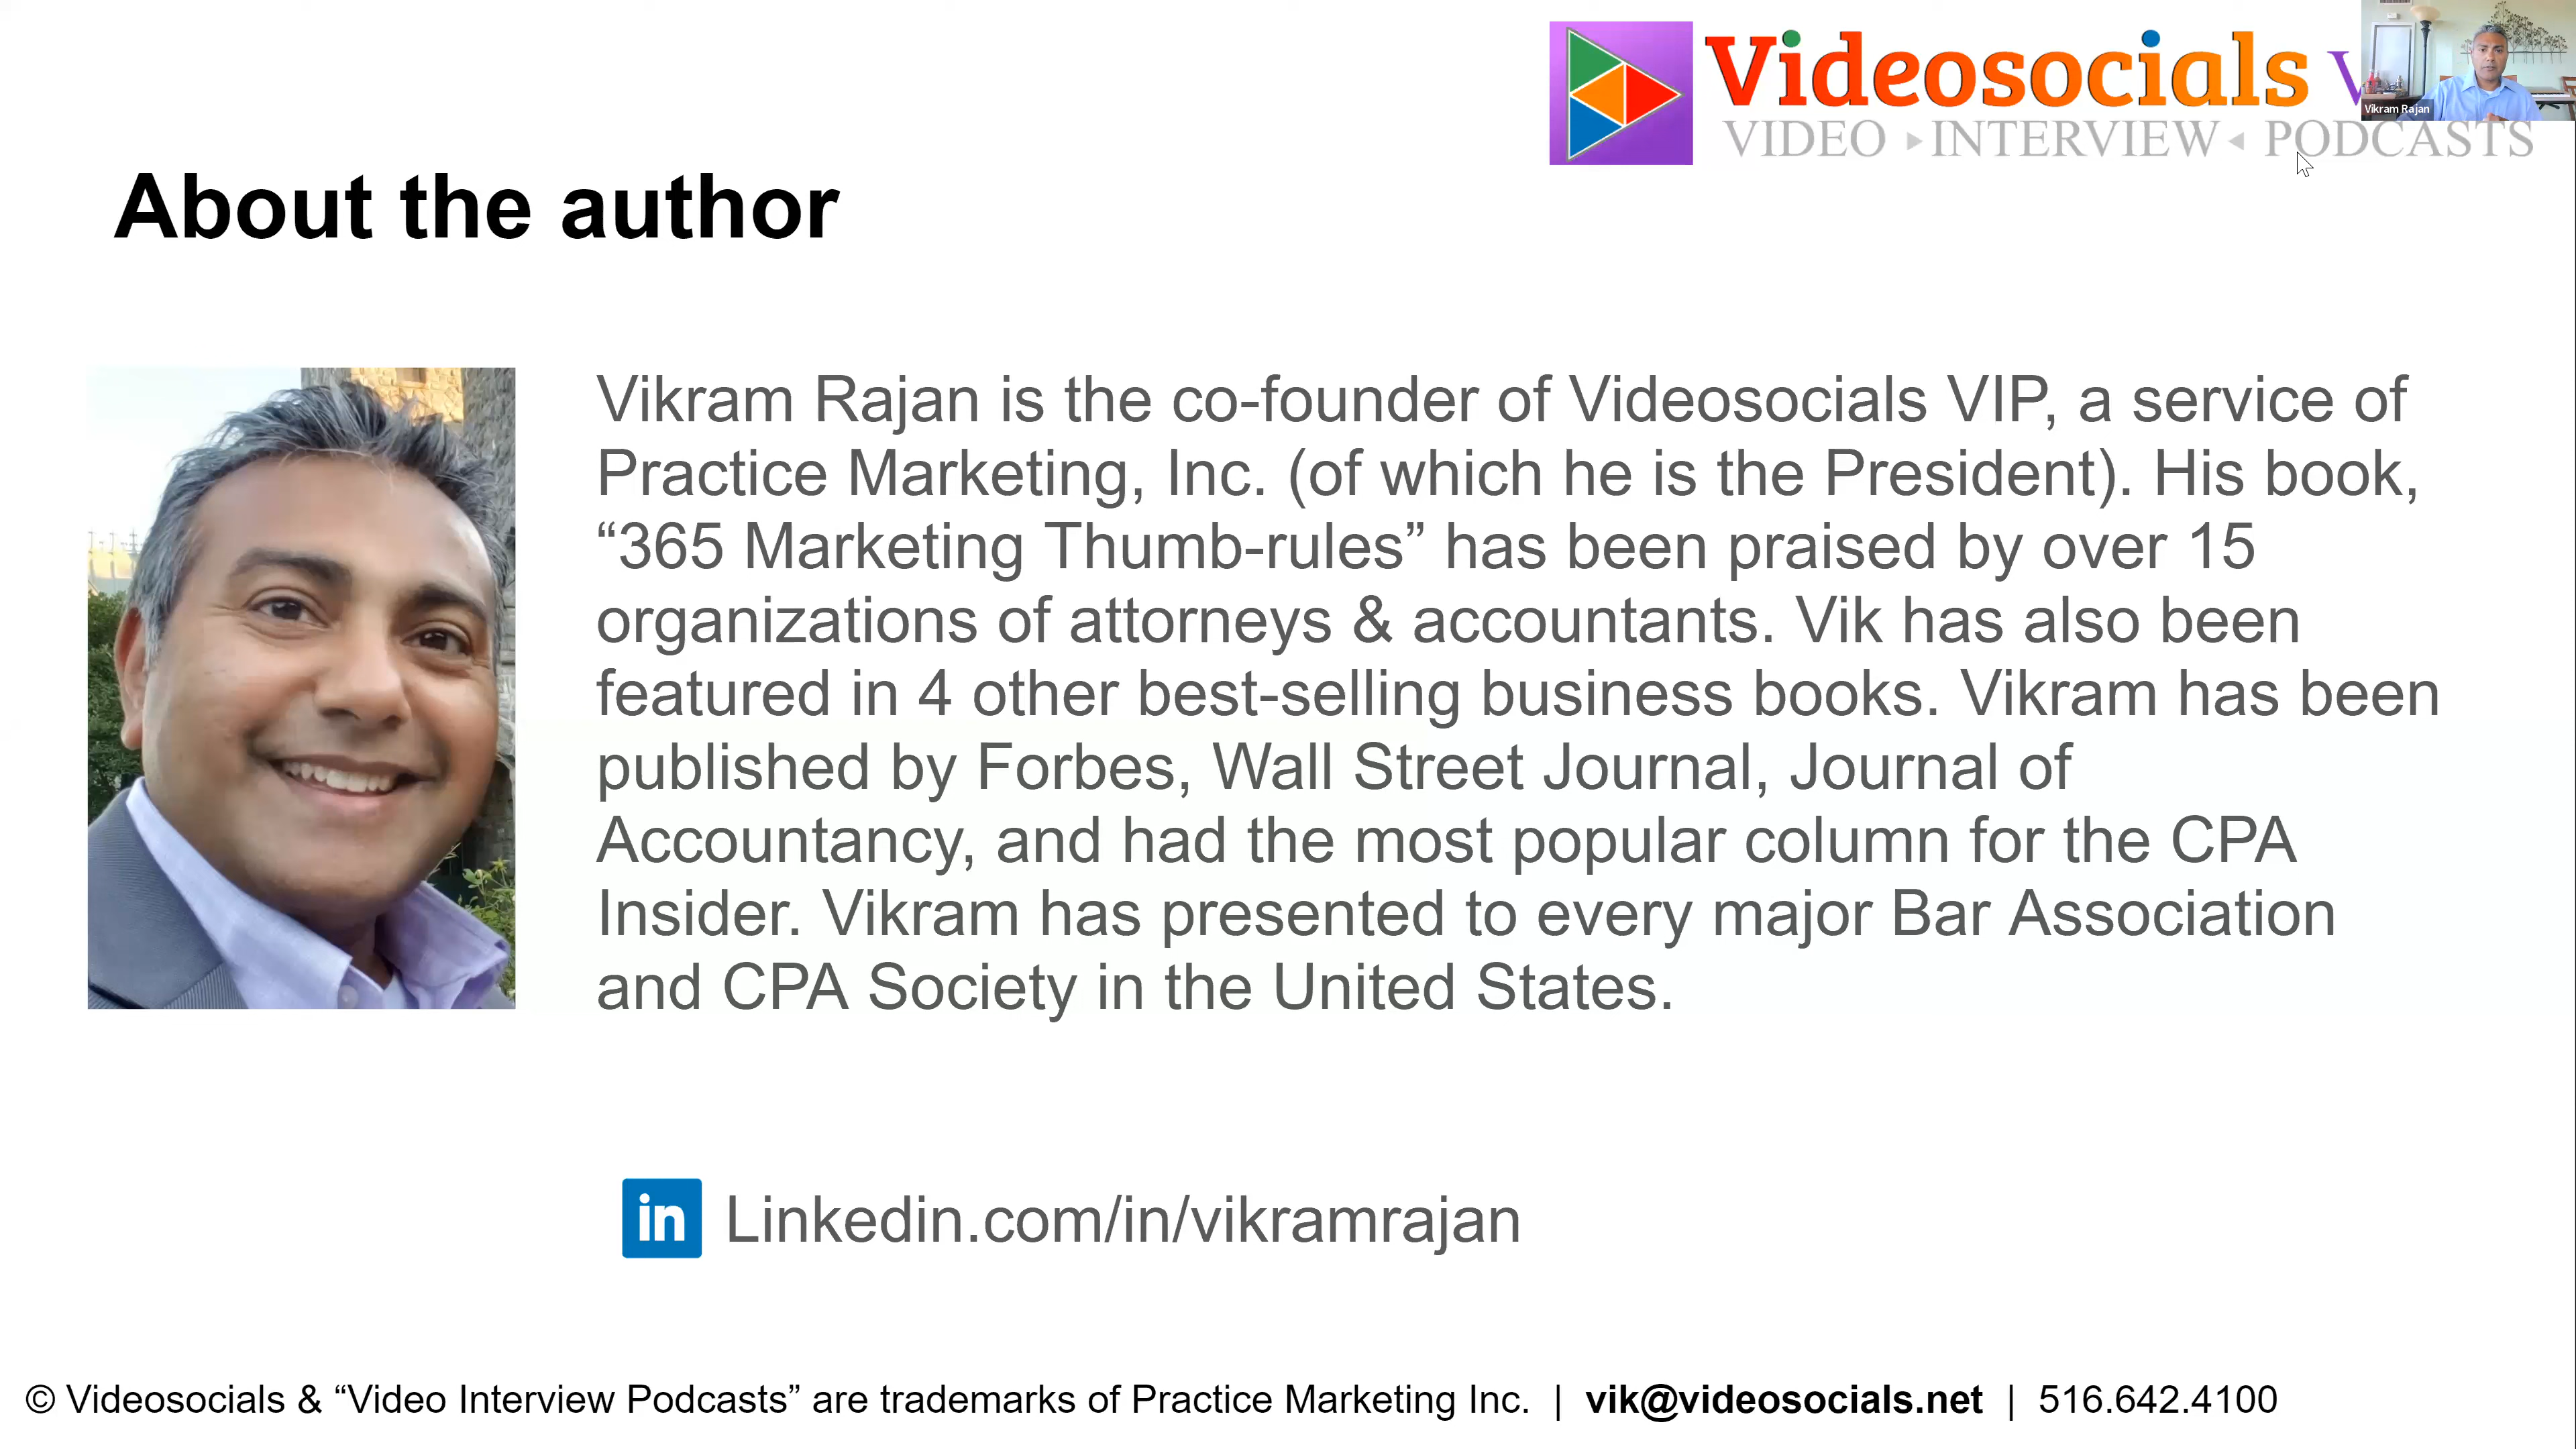 Videosocials V
Vikram Rajan
VIDEO ▸ INTERVIEW ◂ PODCASTS
About the author
Vikram Rajan is the co-founder of Videosocials VIP, a service of
Practice Marketing, Inc. (of which he is the President). His book,
“365 Marketing Thumb-rules” has been praised by over 15
organizations of attorneys & accountants. Vik has also been
featured in 4 other best-selling business books. Vikram has been
published by Forbes, Wall Street Journal, Journal of
Accountancy, and had the most popular column for the CPA
Insider. Vikram has presented to every major Bar Association
and CPA Society in the United States.
in Linkedin.com/in/vikramrajan
© Videosocials & “Video Interview Podcasts” are trademarks of Practice Marketing Inc. | vik@videosocials.net | 516.642.4100